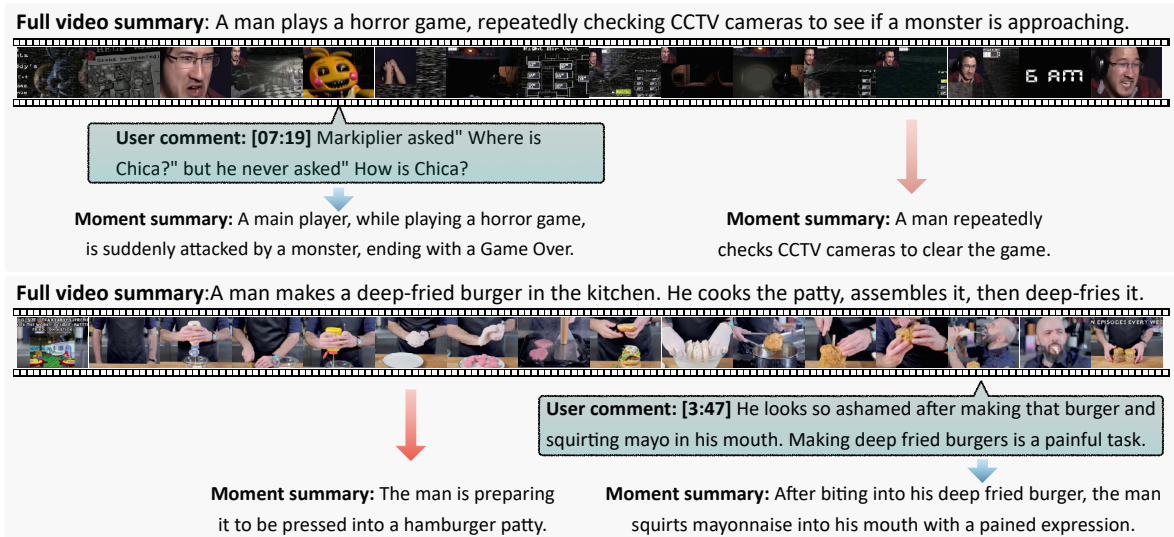 Full video summary: A man plays a horror game, repeatedly checking CCTV cameras to see if a monster is approaching.
6 AM
User comment: [07:19] Markiplier asked" Where is
Chica?" but he never asked" How is Chica?
Moment summary: A main player, while playing a horror game,
is suddenly attacked by a monster, ending with a Game Over.
Moment summary: A man repeatedly
checks CCTV cameras to clear the game.
Full video summary:A man makes a deep-fried burger in the kitchen. He cooks the patty, assembles it, then deep-fries it.
User comment: [3:47] He looks so ashamed after making that burger and
squirting mayo in his mouth. Making deep fried burgers is a painful task.
Moment summary: The man is preparing
it to be pressed into a hamburger patty.
Moment summary: After biting into his deep fried burger, the man
squirts mayonnaise into his mouth with a pained expression.